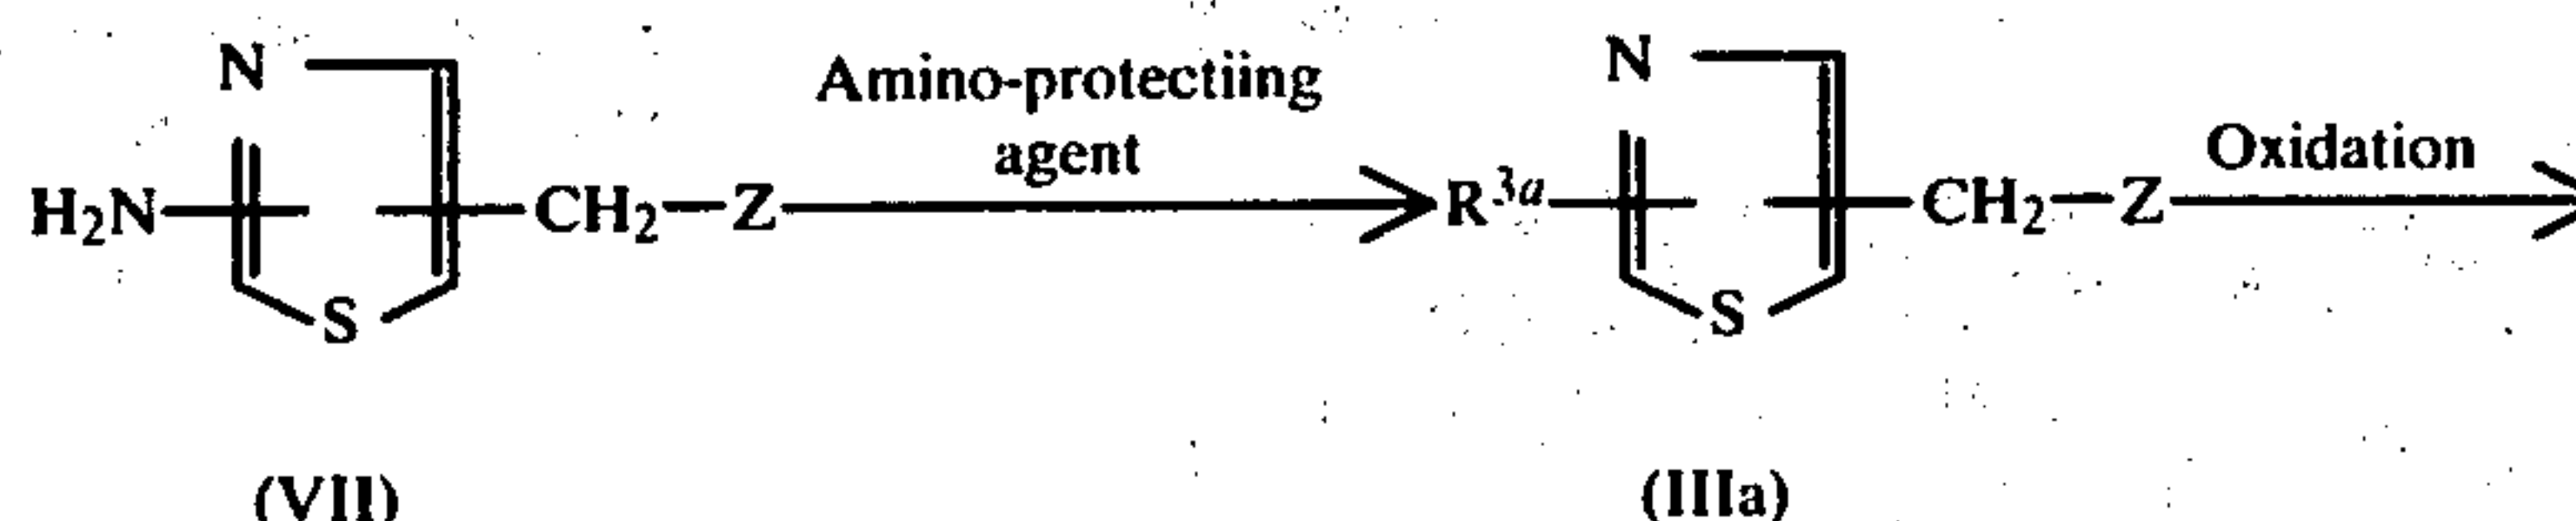 N
Amino-protectiing
agent
N
Oxidation
H2N
CH2—Z
R3a
CH2—Z
S
S
(VII)
(IIIa)